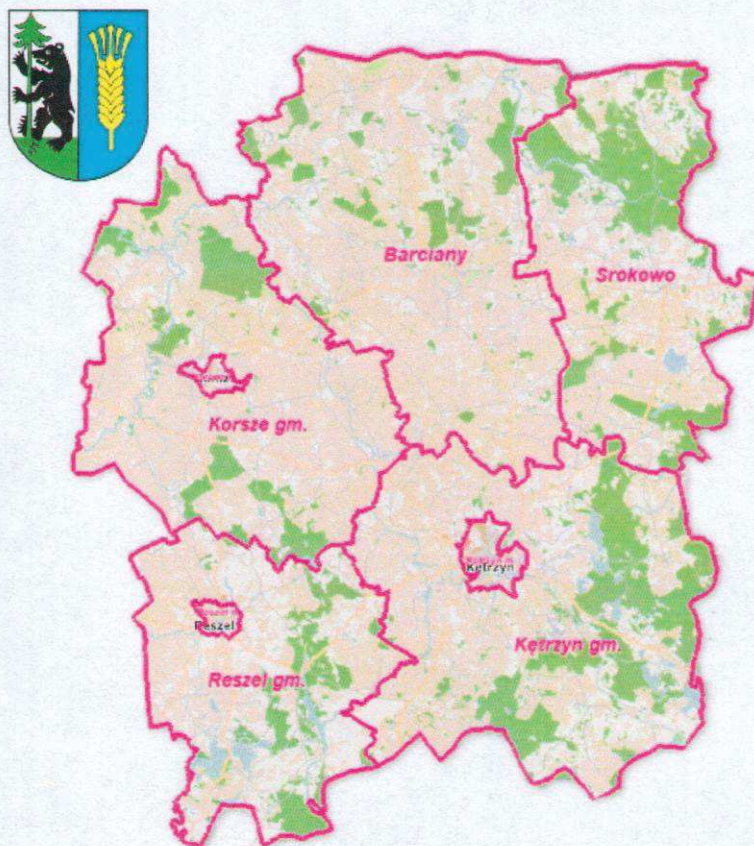 Barciany
Srokowo
Korsze gm.
Kętrzyn
Reszel
Kętrzyn gm.
Reszel gm.